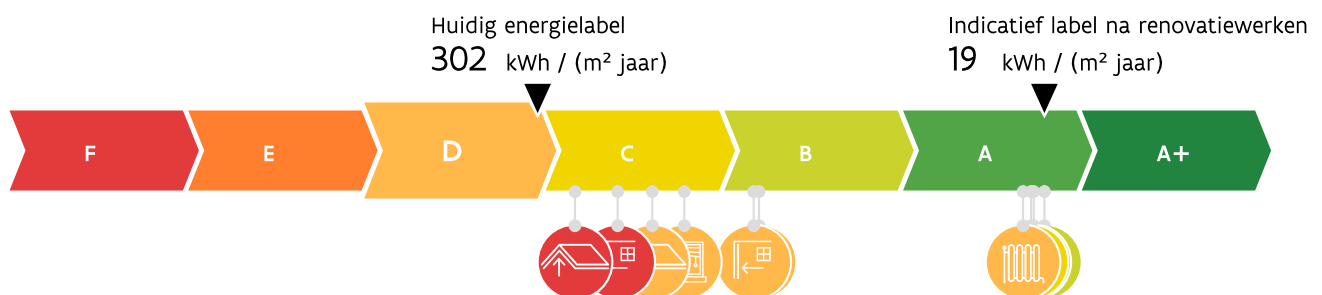 Huidig energielabel
302 kWh / (m² jaar)
Indicatief label na renovatiewerken
19 kWh / (m² jaar)
F E D C B A A+